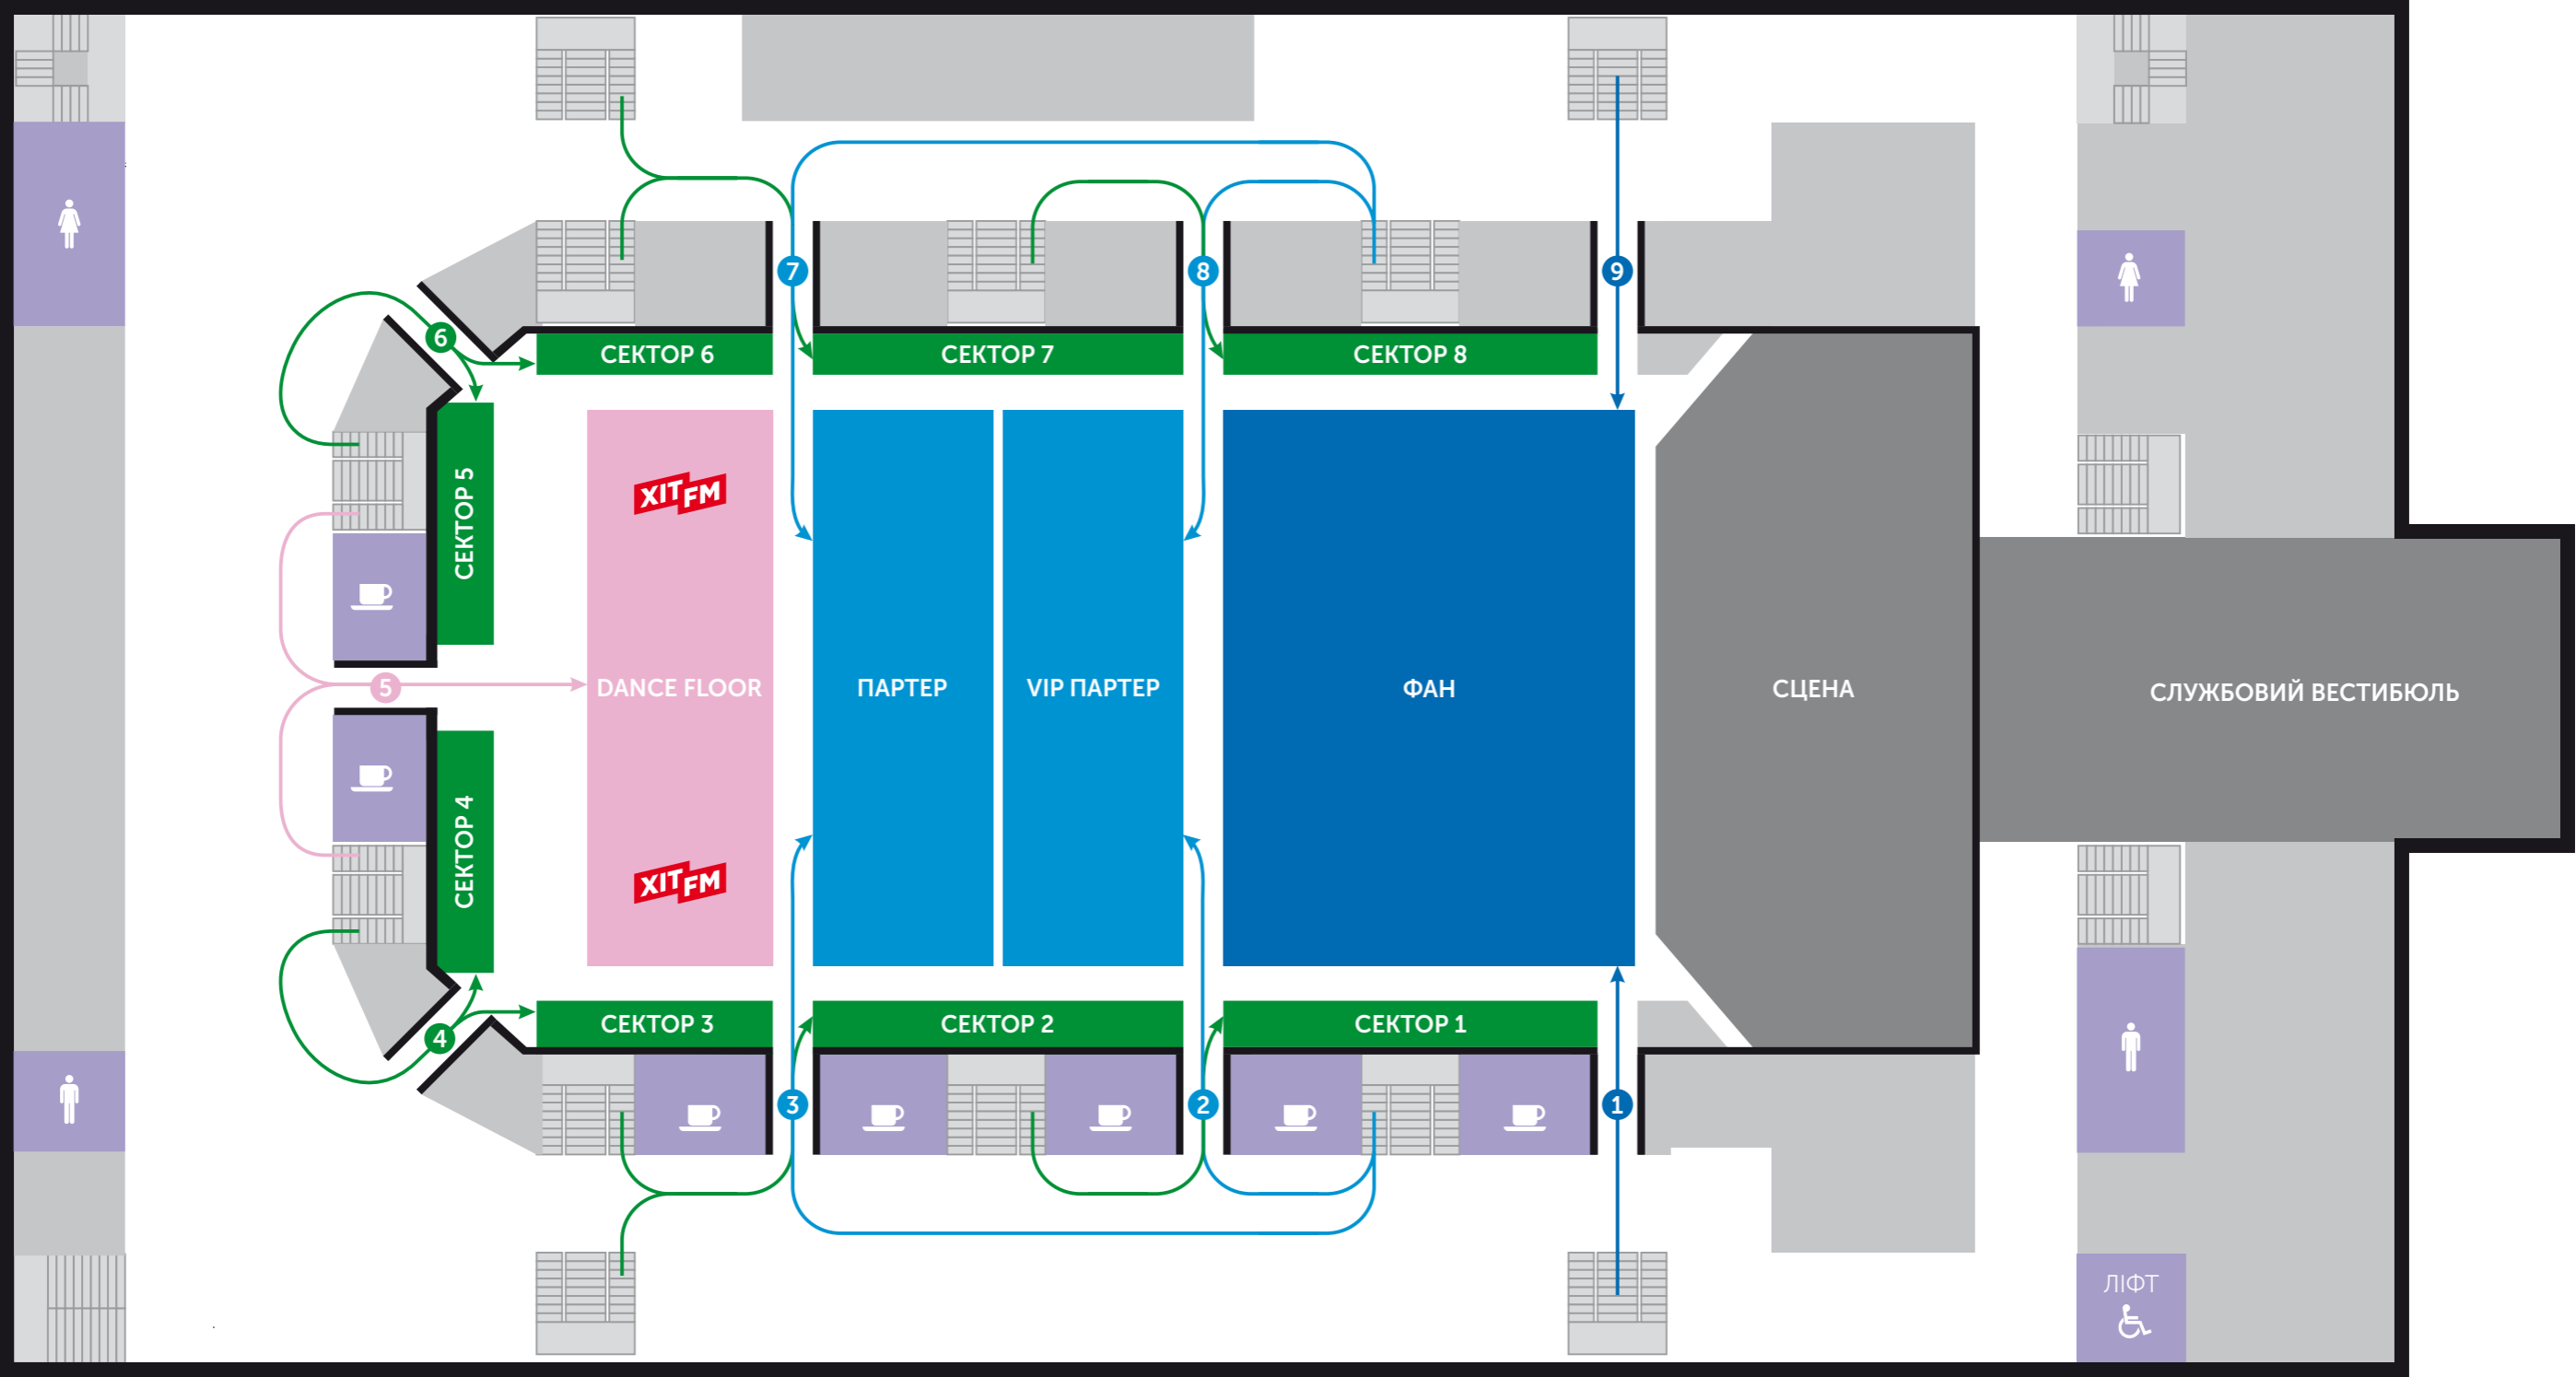 7
8
9
6
СЕКТОР 6
СЕКТОР 7
СЕКТОР 8
СЕКТОР 5
ХІТ FM
5
DANCE FLOOR
ПАРТЕР
VIP ПАРТЕР
ФАН
СЦЕНА
СЛУЖБОВИЙ ВЕСТИБЮЛЬ
СЕКТОР 4
ХІТ FM
4
СЕКТОР 3
СЕКТОР 2
СЕКТОР 1
3
2
1
ЛІФТ